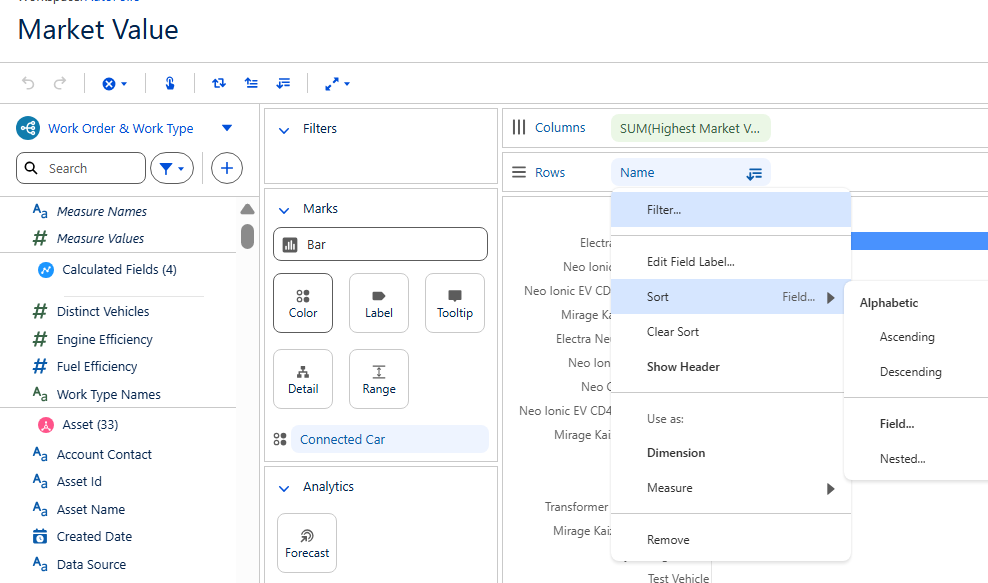 Market Value
Work Order & Work Type
Search
Measure Names
Measure Values
Calculated Fields (4)
Distinct Vehicles
Engine Efficiency
Fuel Efficiency
Work Type Names
Asset (33)
Account Contact
Asset Id
Asset Name
Created Date
Data Source
Filters
Marks
Bar
Color
Label
Tooltip
Detail
Range
Connected Car
Analytics
Forecast
Columns
SUM(Highest Market V...
Rows
Name
Electra
Neo Ionic
Neo Ionic EV CD
Mirage Ka
Electra Ne
Neo Ion
Neo
Neo Ionic EV CD4
Mirage Kai
Transformer
Mirage Kai
Test Vehicle
Filter...
Edit Field Label...
Sort
Field...
Clear Sort
Show Header
Use as:
Dimension
Measure
Remove
Alphabetic
Ascending
Descending
Field...
Nested...